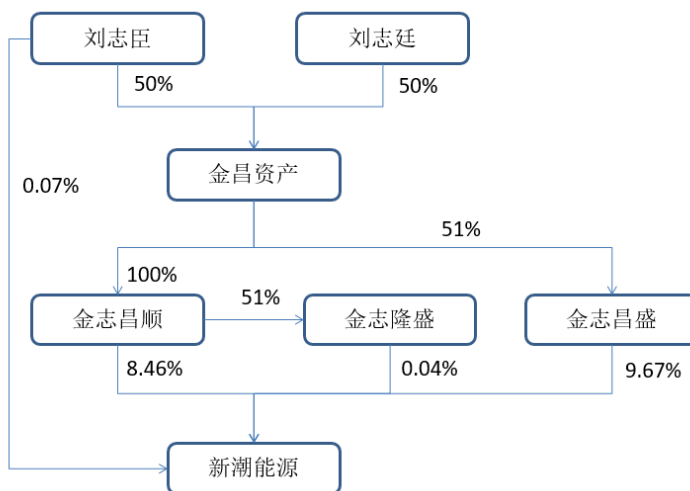 刘志臣
刘志廷
50%
50%
金昌资产
0.07%
51%
100%
51%
金志昌顺
金志隆盛
金志昌盛
8.46%
0.04%
9.67%
新潮能源